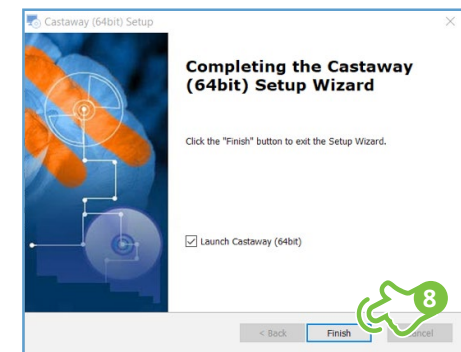 Castaway (64bit) Setup
Completing the Castaway
(64bit) Setup Wizard
Click the "Finish" button to exit the Setup Wizard.
Launch Castaway (64bit)
8
< Back Finish